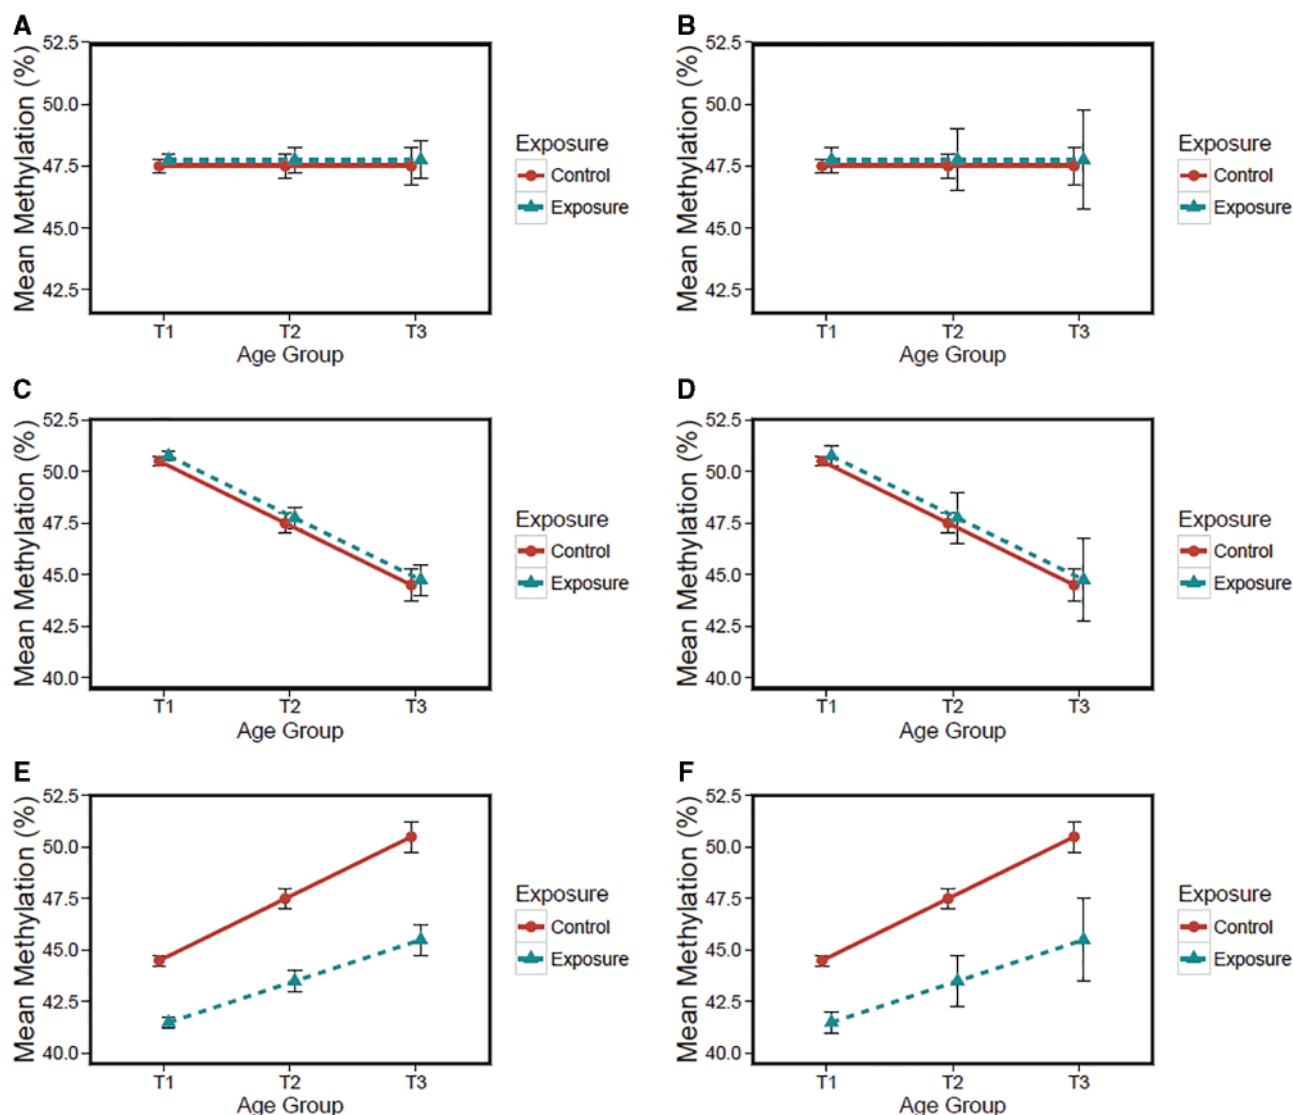 A
Mean Methylation (%)
52.5
50.0
47.5
45.0
42.5
T1 T2 T3
Age Group
Exposure
Control
Exposure
B
Mean Methylation (%)
52.5
50.0
47.5
45.0
42.5
T1 T2 T3
Age Group
Exposure
Control
Exposure
C
Mean Methylation (%)
52.5
50.0
47.5
45.0
42.5
40.0
T1 T2 T3
Age Group
Exposure
Control
Exposure
D
Mean Methylation (%)
52.5
50.0
47.5
45.0
42.5
40.0
T1 T2 T3
Age Group
Exposure
Control
Exposure
E
Mean Methylation (%)
52.5
50.0
47.5
45.0
42.5
40.0
T1 T2 T3
Age Group
Exposure
Control
Exposure
F
Mean Methylation (%)
52.5
50.0
47.5
45.0
42.5
40.0
T1 T2 T3
Age Group
Exposure
Control
Exposure